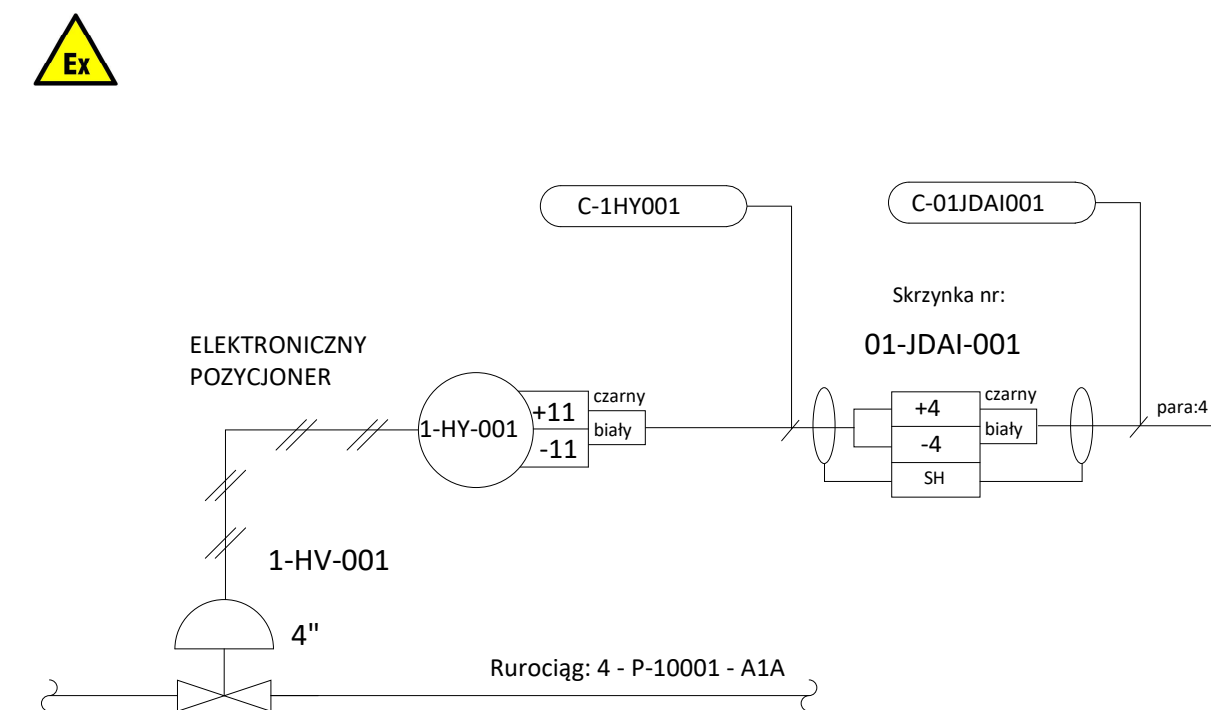 Ex
C-1HY001
C-01JDAI001
Skrzynka nr:
01-JDAI-001
ELEKTRONICZNY
POZYCJONER
1-HY-001
+11
-11
czarny
biały
+4
-4
SH
czarny
biały
para:4
1-HV-001
4"
Rurociąg: 4 - P-10001 - A1A